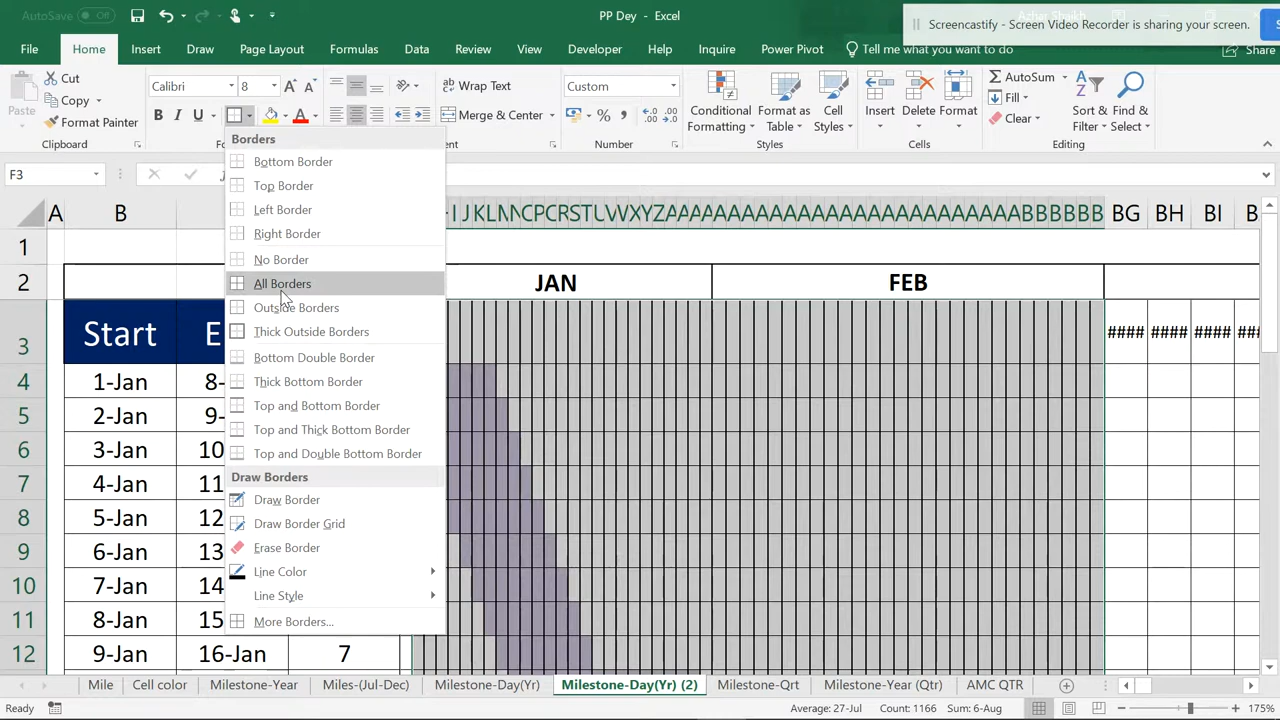 AutoSave Off
PP Dey - Excel
Screencastify - Screen Video Recorder is sharing your screen.
File Home Insert Draw Page Layout Formulas Data Review View Developer Help Inquire Power Pivot Tell me what you want to do Share
Paste
Cut
Copy
Format Painter
Clipboard
Calibri 8
B I U
Wrap Text
Merge & Center
Custom
Number
Conditional Formatting
Format as Table
Cell Styles
Styles
Insert Delete Format
Cells
AutoSum
Fill
Clear
Sort & Filter
Find & Select
Editing
F3
Borders
Bottom Border
Top Border
Left Border
Right Border
No Border
All Borders
Outside Borders
Thick Outside Borders
Bottom Double Border
Thick Bottom Border
Top and Bottom Border
Top and Thick Bottom Border
Top and Double Bottom Border
Draw Borders
Draw Border
Draw Border Grid
Erase Border
Line Color
Line Style
More Borders...
A B BG BH BI
1
2 JAN FEB
3 Start #### #### ####
4 1-Jan
5 2-Jan
6 3-Jan
7 4-Jan
8 5-Jan
9 6-Jan
10 7-Jan
11 8-Jan
12 9-Jan 16-Jan 7
Mile Cell color Milestone-Year Miles-(Jul-Dec) Milestone-Day(Yr) Milestone-Day(Yr) (2) Milestone-Qrt Milestone-Year (Qtr) AMC QTR
Ready Average: 27-Jul Count: 1166 Sum: 6-Aug 175%